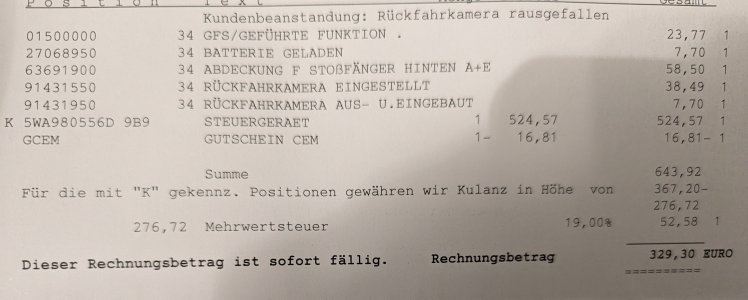 Position Text Gesamt
Kundenbeanstandung: Rückfahrkamera rausgefallen
01500000 34 GFS/GEFÜHRTE FUNKTION . 23,77 1
27068950 34 BATTERIE GELADEN 7,70 1
63691900 34 ABDECKUNG F STOßFÄNGER HINTEN A+E 58,50 1
91431550 34 RÜCKFAHRKAMERA EINGESTELLT 38,49 1
91431950 34 RÜCKFAHRKAMERA AUS- U.EINGEBAUT 7,70 1
K 5WA980556D 9B9 STEUERGERAET 1 524,57 524,57 1
GCEM GUTSCHEIN CEM 1- 16,81 16,81- 1
Summe 643,92
Für die mit "K" gekennz. Positionen gewähren wir Kulanz in Höhe von 367,20-
276,72
276,72 Mehrwertsteuer 19,00% 52,58 1
Dieser Rechnungsbetrag ist sofort fällig. Rechnungsbetrag 329,30 EURO
==========